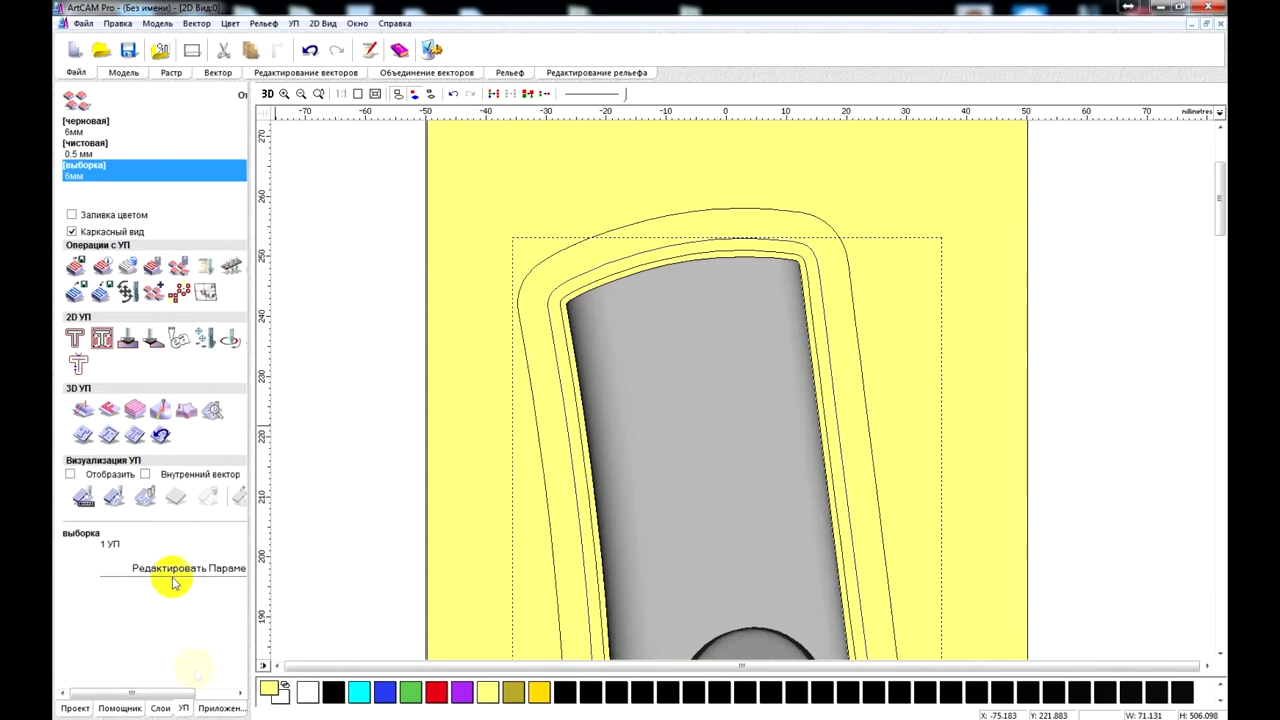 ArtCAM Pro - (Без имени) - [2D Вид:0]
Файл Правка Модель Вектор Цвет Рельеф УП 2D Вид Окно Справка
Файл Модель Растр Вектор Редактирование векторов Объединение векторов Рельеф Редактирование рельефа
3D 1:1
-70 -60 -50 -40 -30 -20 -10 0 10 20 30 40 50 60 70 millimetres
270
260
250
240
230
220
210
200
190
[черновая]
6мм
[чистовая]
0.5 мм
[выборка]
6мм
Заливка цветом
Каркасный вид
Операции с УП
2D УП
3D УП
Визуализация УП
Отобразить Внутренний вектор
выборка
1 УП
Редактировать Параме
Проект Помощник Слои УП Приложен...
X: -75.183 Y: 221.883 W: 71.131 H: 506.098